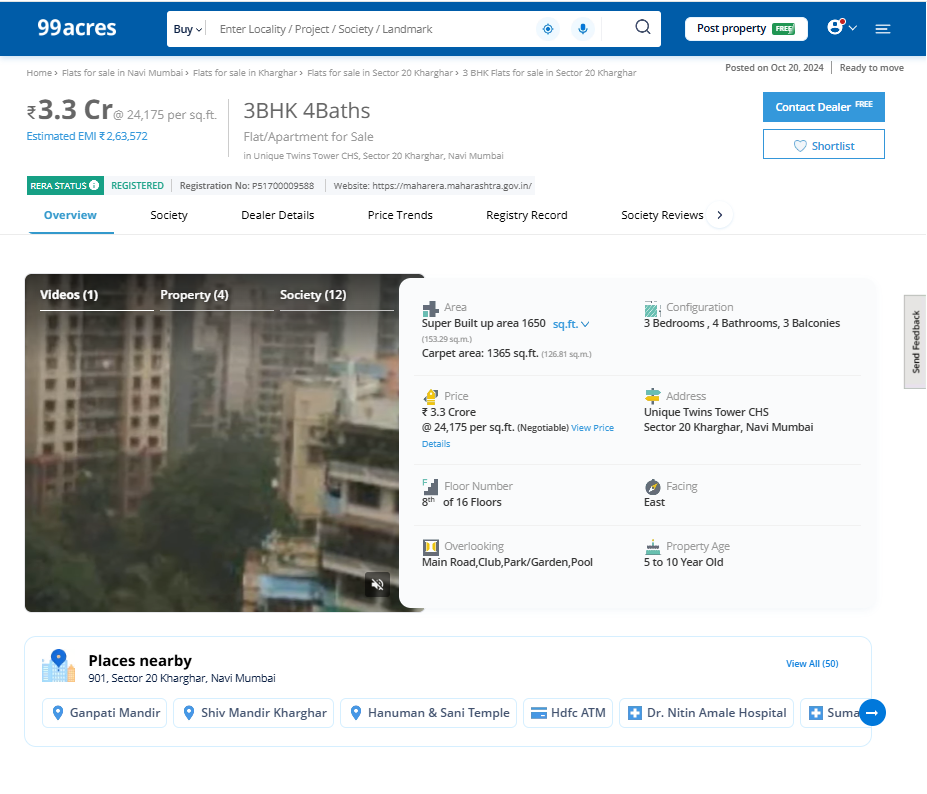 99acres
Buy
Enter Locality / Project / Society / Landmark
Post property FREE
Home › Flats for sale in Navi Mumbai › Flats for sale in Kharghar › Flats for sale in Sector 20 Kharghar › 3 BHK Flats for sale in Sector 20 Kharghar
Posted on Oct 20, 2024 | Ready to move
₹3.3 Cr @ 24,175 per sq.ft.
Estimated EMI ₹ 2,63,572
3BHK 4Baths
Flat/Apartment for Sale
in Unique Twins Tower CHS, Sector 20 Kharghar, Navi Mumbai
Contact Dealer FREE
Shortlist
RERA STATUS REGISTERED Registration No: P51700009588 Website: https://maharera.maharashtra.gov.in/
Overview Society Dealer Details Price Trends Registry Record Society Reviews
Videos (1) Property (4) Society (12)
Area
Super Built up area 1650 sq.ft.
(153.29 sq.m.)
Carpet area: 1365 sq.ft. (126.81 sq.m.)
Configuration
3 Bedrooms , 4 Bathrooms, 3 Balconies
Price
₹ 3.3 Crore
@ 24,175 per sq.ft. (Negotiable) View Price
Details
Address
Unique Twins Tower CHS
Sector 20 Kharghar, Navi Mumbai
Floor Number
8th of 16 Floors
Facing
East
Overlooking
Main Road,Club,Park/Garden,Pool
Property Age
5 to 10 Year Old
Send Feedback
Places nearby
901, Sector 20 Kharghar, Navi Mumbai
View All (50)
Ganpati Mandir
Shiv Mandir Kharghar
Hanuman & Sani Temple
Hdfc ATM
Dr. Nitin Amale Hospital
Suma